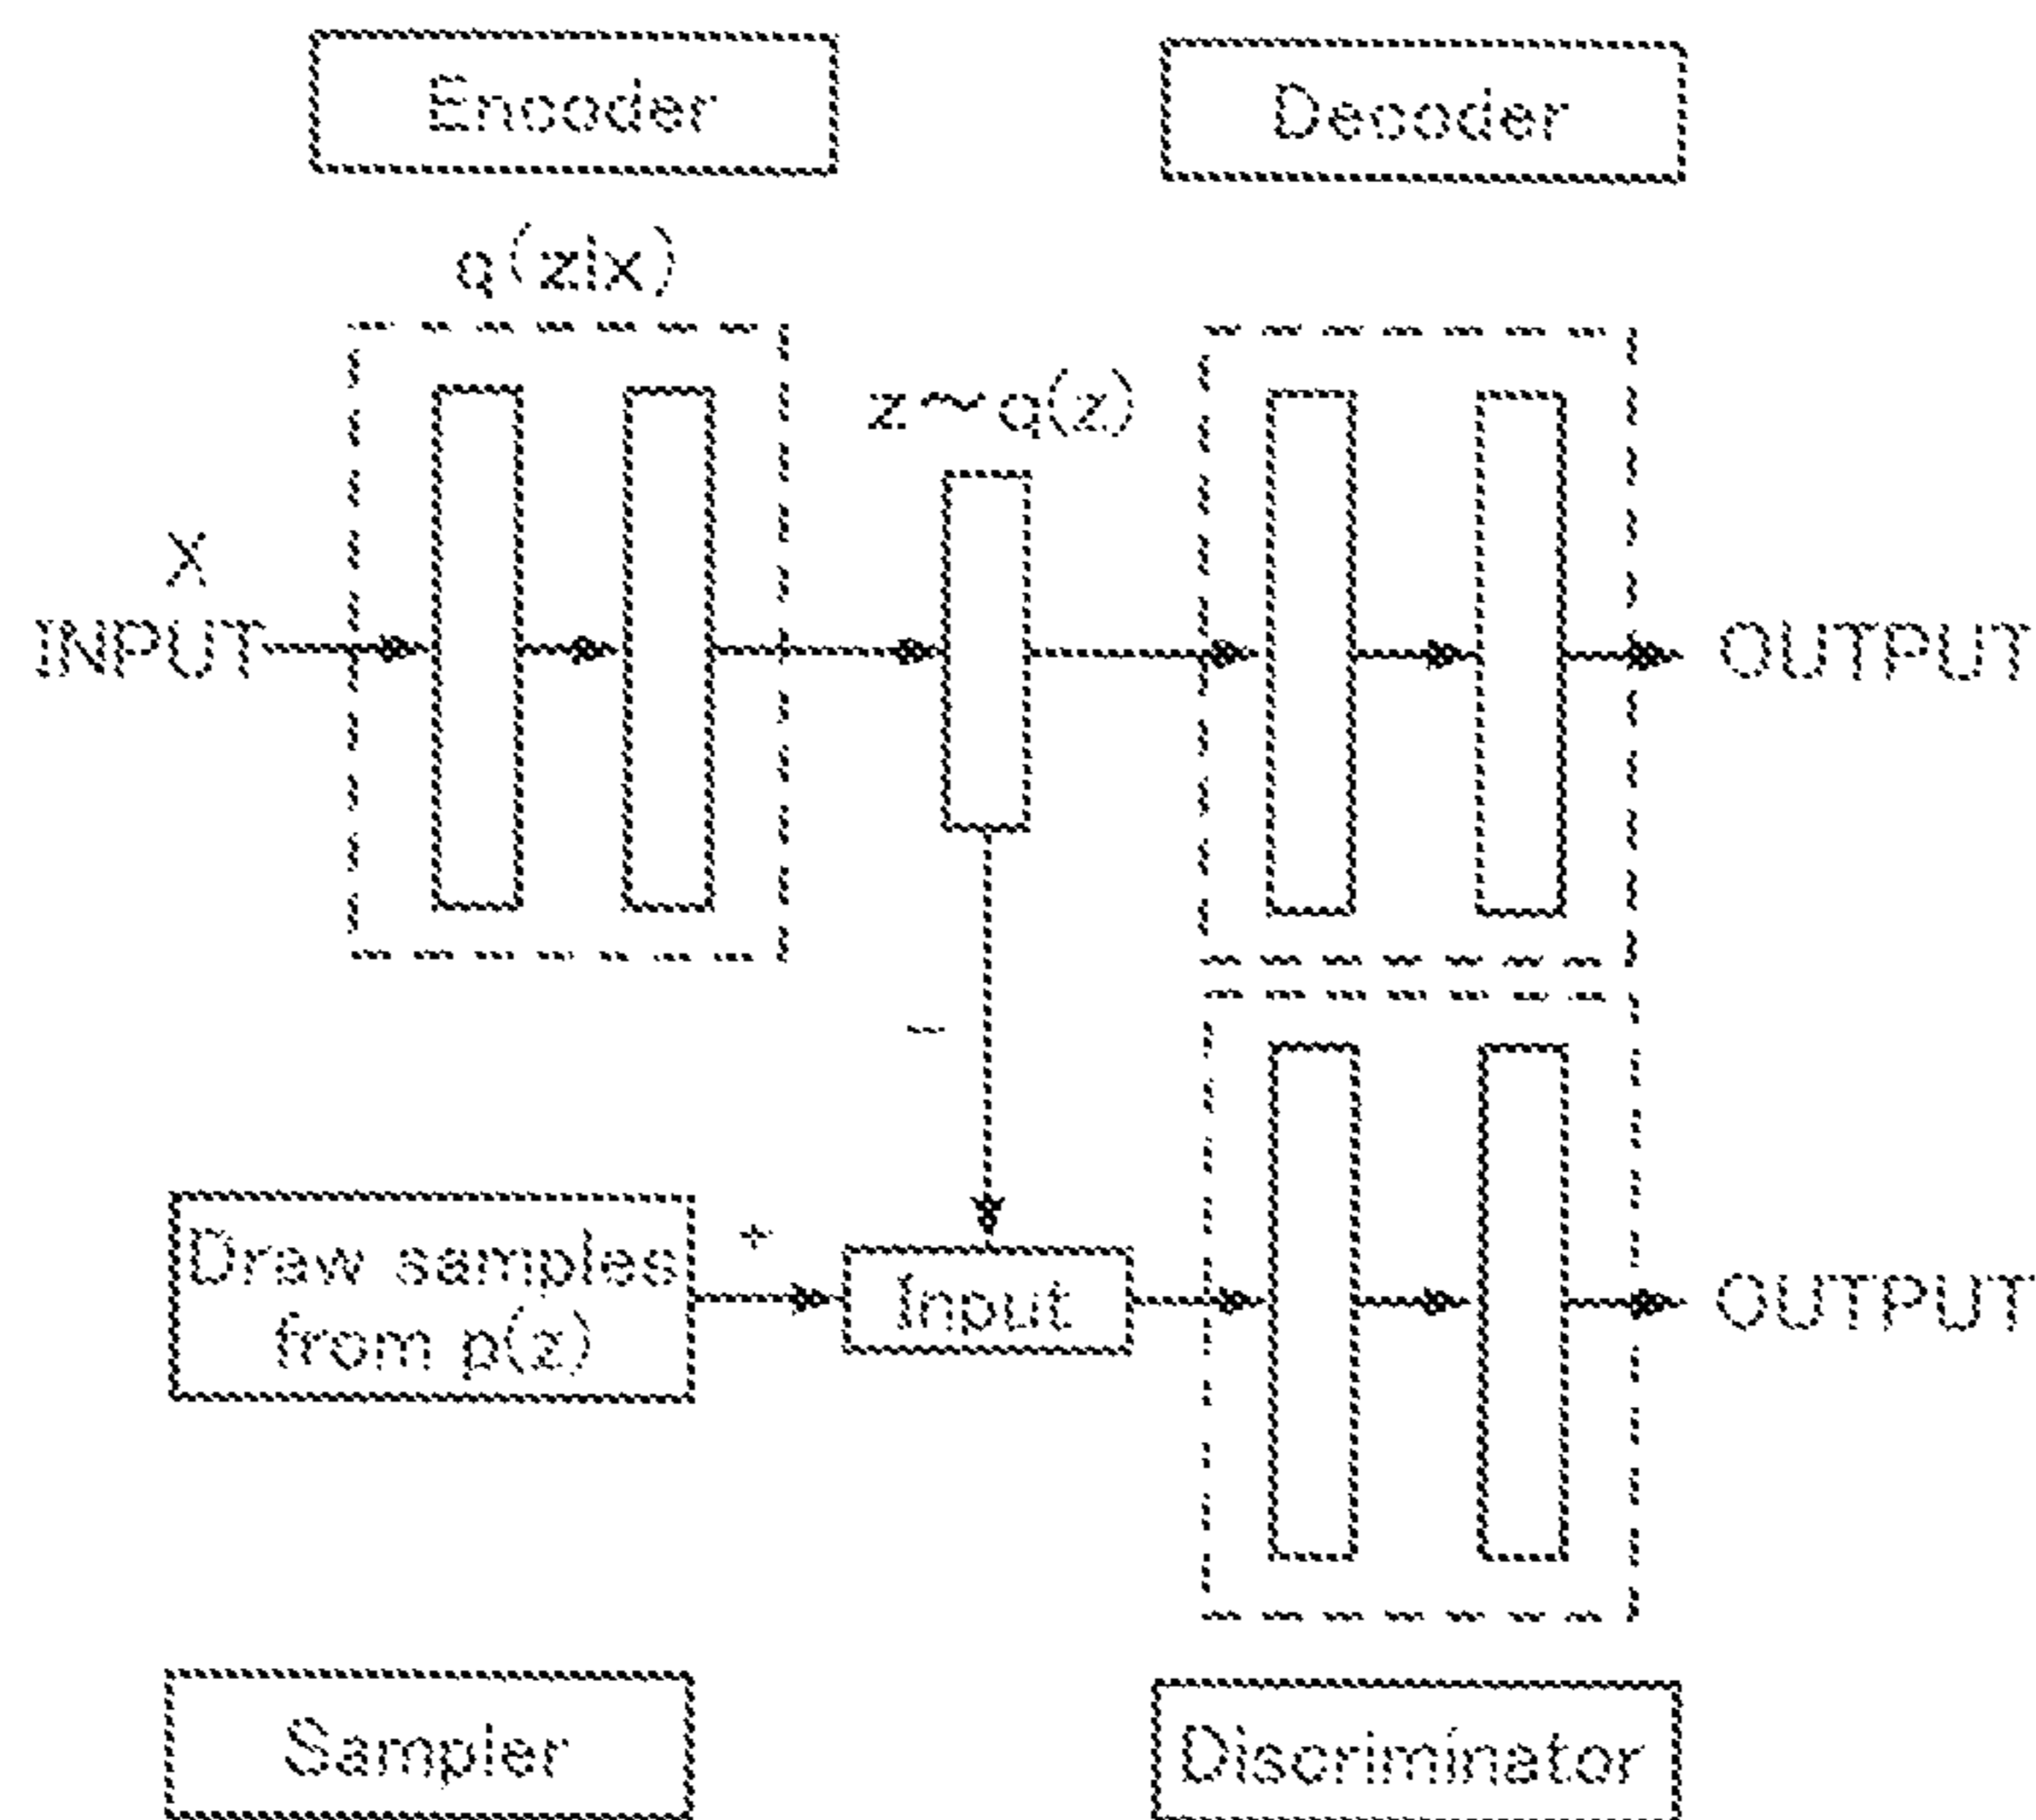 Encoder
Decoder
q(z|x)
z~q(z)
X
INPUT
OUTPUT
−
Draw samples
from p(z)
+
Input
OUTPUT
Sampler
Discriminator